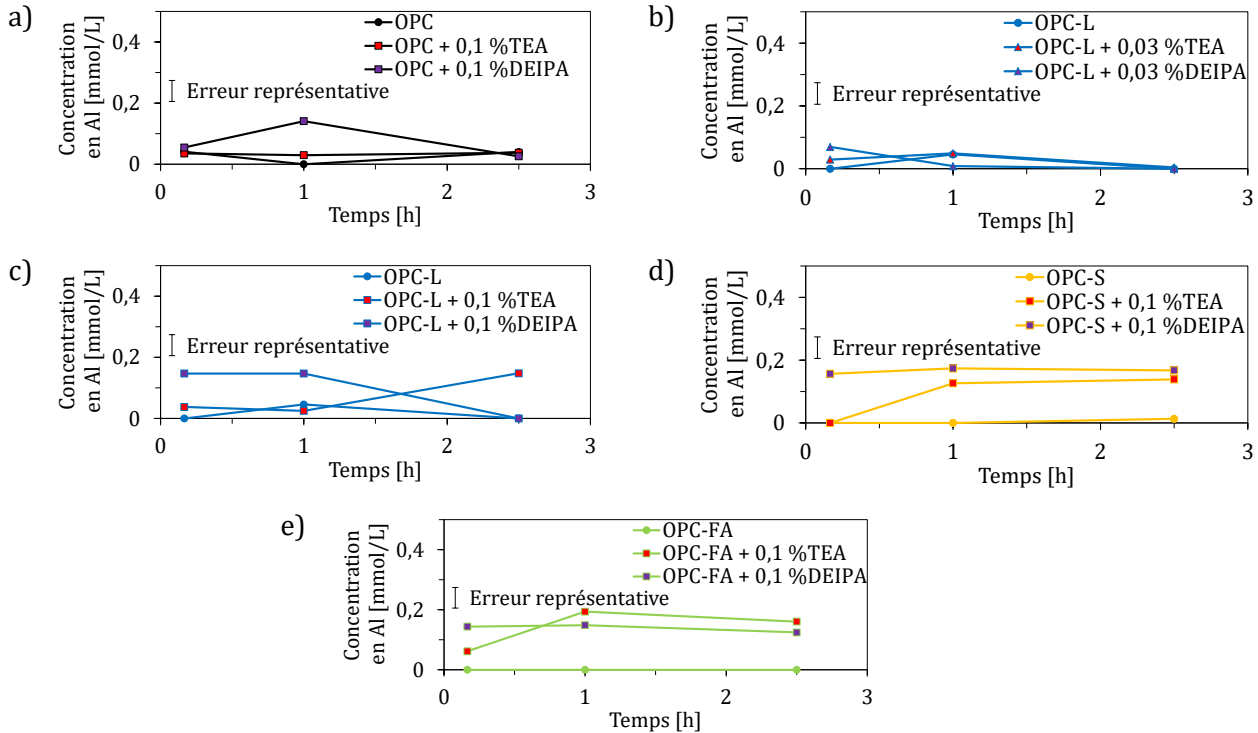 a)
Concentration
en Al [mmol/L]
0,4
0,2
0
OPC
OPC + 0,1 %TEA
OPC + 0,1 %DEIPA
Erreur représentative
0 1 2 3
Temps [h]
b)
Concentration
en Al [mmol/L]
0,4
0,2
0
OPC-L
OPC-L + 0,03 %TEA
OPC-L + 0,03 %DEIPA
Erreur représentative
0 1 2 3
Temps [h]
c)
Concentration
en Al [mmol/L]
0,4
0,2
0
OPC-L
OPC-L + 0,1 %TEA
OPC-L + 0,1 %DEIPA
Erreur représentative
0 1 2 3
Temps [h]
d)
Concentration
en Al [mmol/L]
0,4
0,2
0
OPC-S
OPC-S + 0,1 %TEA
OPC-S + 0,1 %DEIPA
Erreur représentative
0 1 2 3
Temps [h]
e)
Concentration
en Al [mmol/L]
0,4
0,2
0
OPC-FA
OPC-FA + 0,1 %TEA
OPC-FA + 0,1 %DEIPA
Erreur représentative
0 1 2 3
Temps [h]